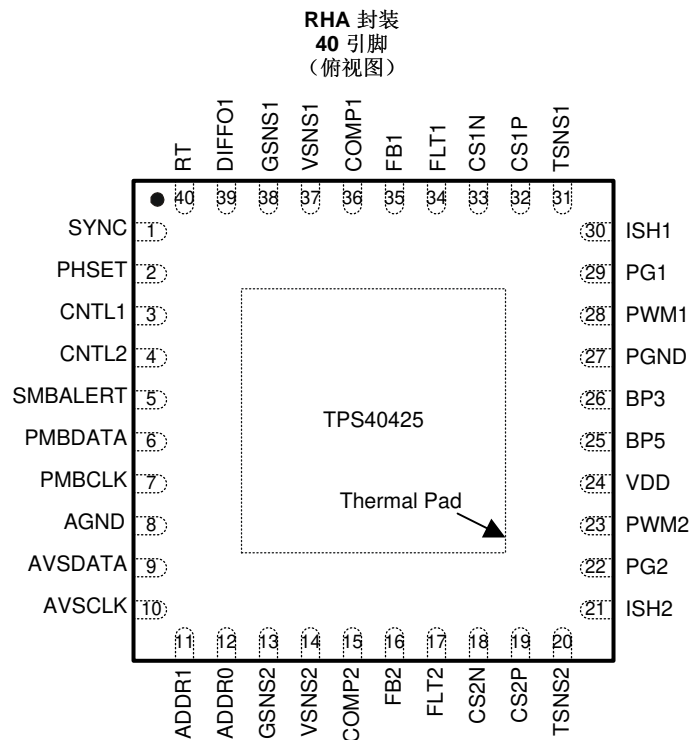 RHA 封装
40 引脚
（俯视图）
RT
DIFFO1
GSNS1
VSNS1
COMP1
FB1
FLT1
CS1N
CS1P
TSNS1
40 39 38 37 36 35 34 33 32 31
SYNC 1
PHSET 2
CNTL1 3
CNTL2 4
SMBALERT 5
PMBDATA 6
PMBCLK 7
AGND 8
AVSDATA 9
AVSCLK 10
30 ISH1
29 PG1
28 PWM1
27 PGND
26 BP3
25 BP5
24 VDD
23 PWM2
22 PG2
21 ISH2
TPS40425
Thermal Pad
11 12 13 14 15 16 17 18 19 20
ADDR1
ADDR0
GSNS2
VSNS2
COMP2
FB2
FLT2
CS2N
CS2P
TSNS2